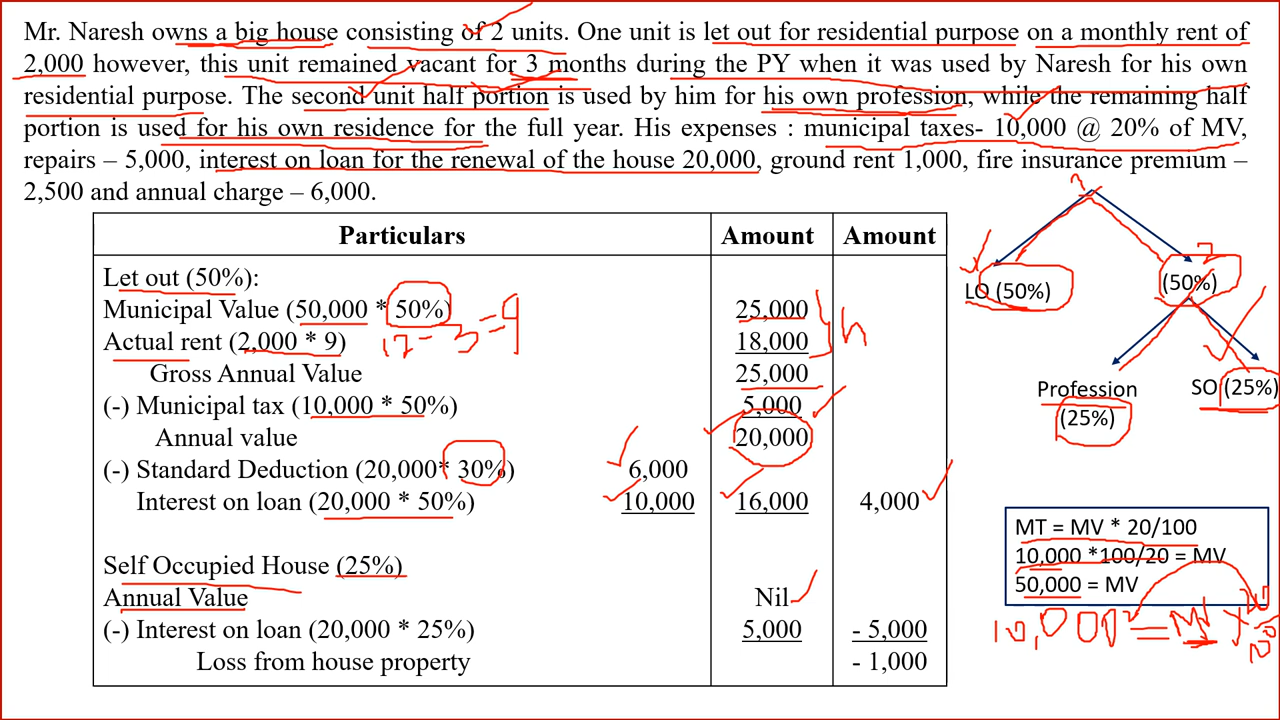 Mr. Naresh owns a big house consisting of 2 units. One unit is let out for residential purpose on a monthly rent of
2,000 however, this unit remained vacant for 3 months during the PY when it was used by Naresh for his own
residential purpose. The second unit half portion is used by him for his own profession, while the remaining half
portion is used for his own residence for the full year. His expenses : municipal taxes- 10,000 @ 20% of MV,
repairs – 5,000, interest on loan for the renewal of the house 20,000, ground rent 1,000, fire insurance premium –
2,500 and annual charge – 6,000.
Particulars Amount Amount
Let out (50%):
Municipal Value (50,000 * 50%) 25,000
Actual rent (2,000 * 9) 18,000
12 - 3 = 9
h
Gross Annual Value 25,000
(-) Municipal tax (10,000 * 50%) 5,000
Annual value 20,000
(-) Standard Deduction (20,000* 30%) 6,000
Interest on loan (20,000 * 50%) 10,000 16,000 4,000
Self Occupied House (25%)
Annual Value Nil
(-) Interest on loan (20,000 * 25%) 5,000 - 5,000
Loss from house property - 1,000
LO (50%)
(50%)
Profession
(25%)
SO (25%)
MT = MV * 20/100
10,000 *100/20 = MV
50,000 = MV
10,000 = MV x 20/100